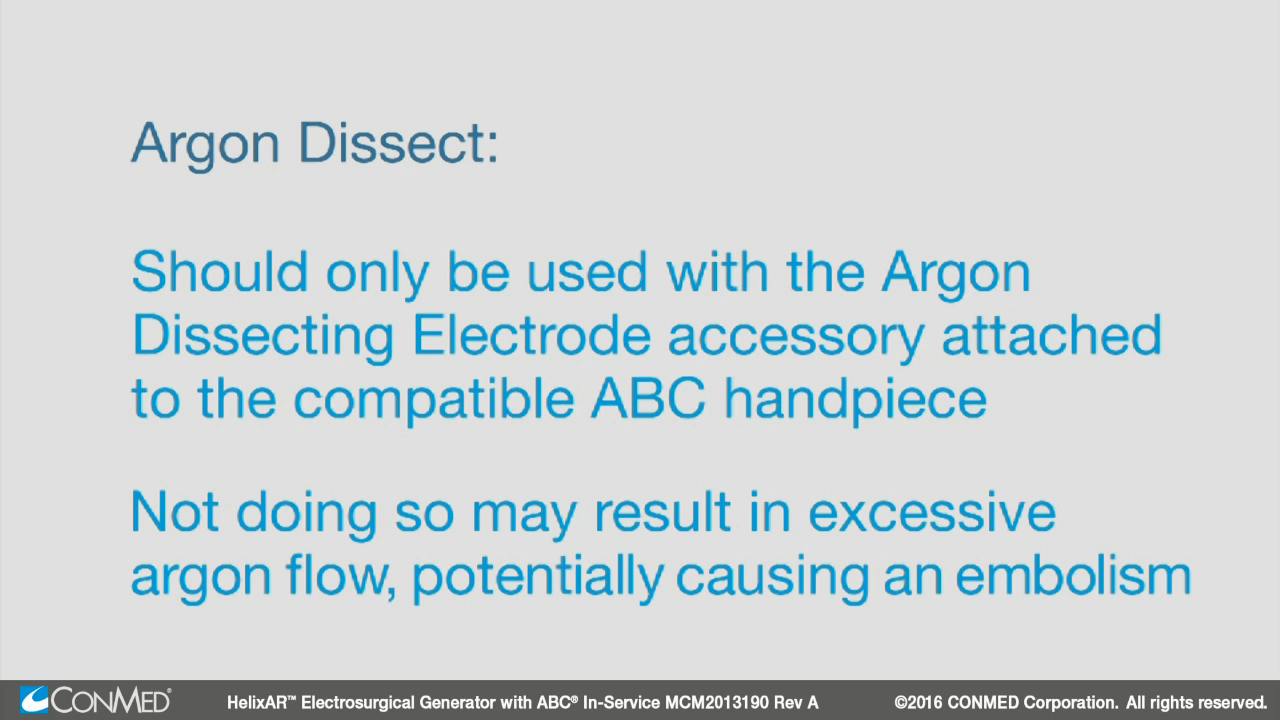 Argon Dissect:
Should only be used with the Argon
Dissecting Electrode accessory attached
to the compatible ABC handpiece
Not doing so may result in excessive
argon flow, potentially causing an embolism
CONMED® HelixAR™ Electrosurgical Generator with ABC® In-Service MCM2013190 Rev A ©2016 CONMED Corporation. All rights reserved.